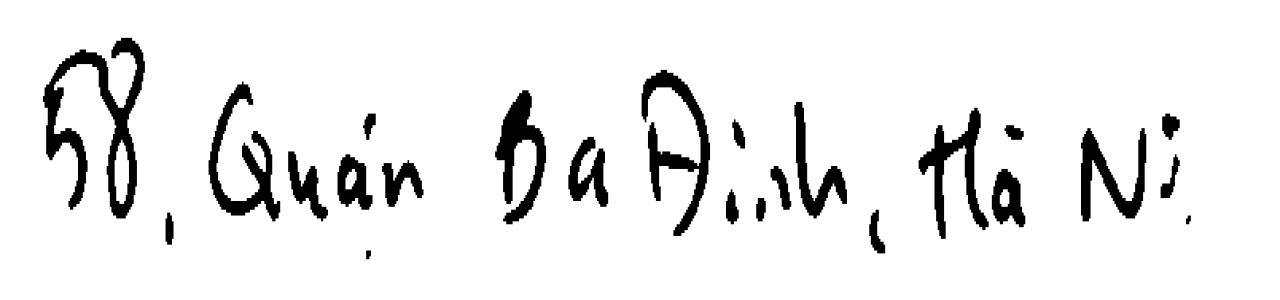 58, Quận Ba Đình, Hà Nội